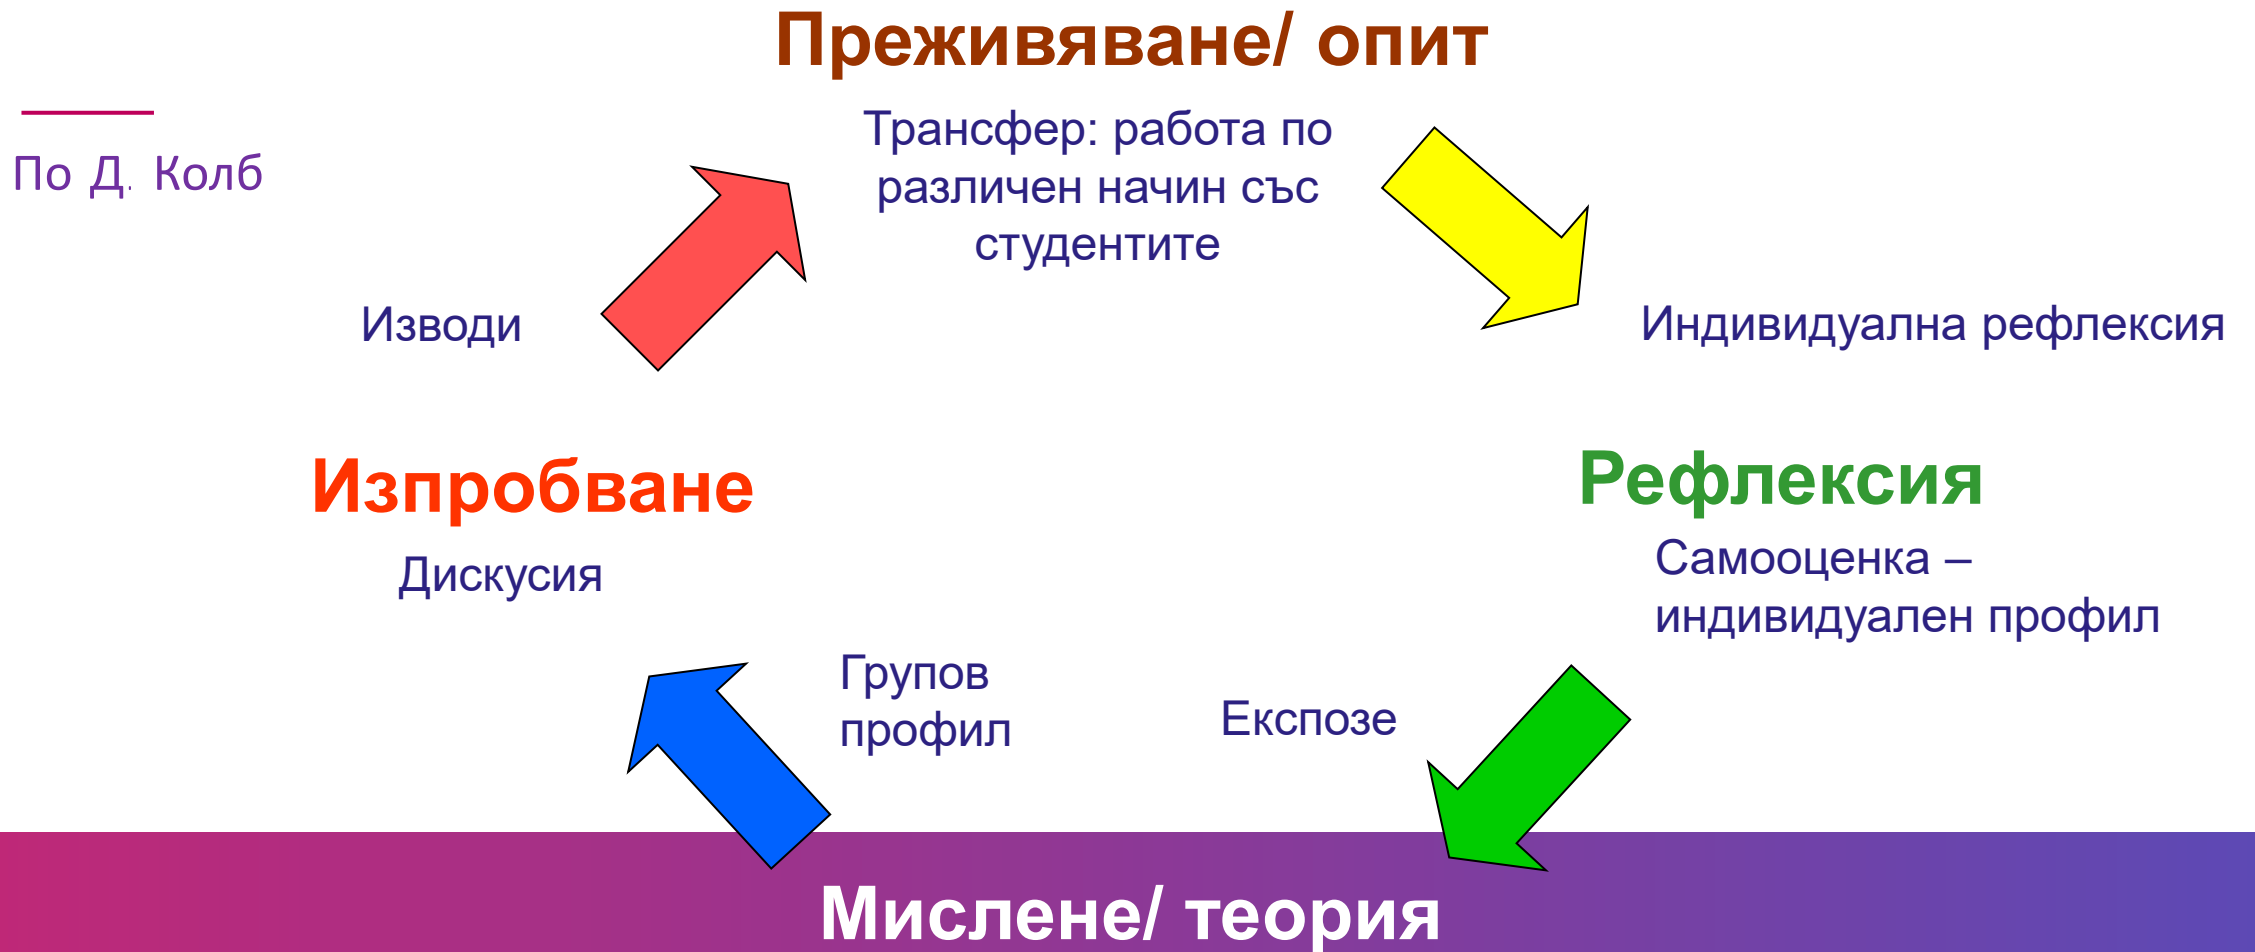 Преживяване/ опит
По Д. Колб
Трансфер: работа по
различен начин със
студентите
Изводи
Индивидуална рефлексия
Изпробване
Рефлексия
Дискусия
Самооценка –
индивидуален профил
Групов
профил
Експозе
Мислене/ теория